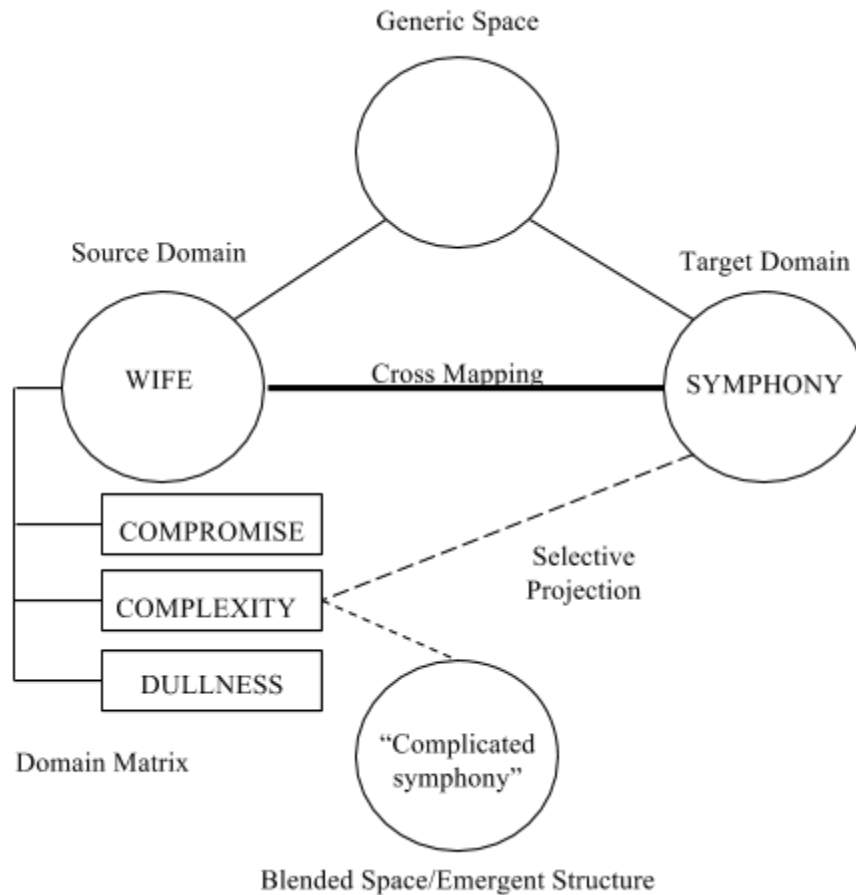 Generic Space
Source Domain
Target Domain
WIFE
Cross Mapping
SYMPHONY
COMPROMISE
COMPLEXITY
DULLNESS
Selective
Projection
Domain Matrix
“Complicated
symphony”
Blended Space/Emergent Structure